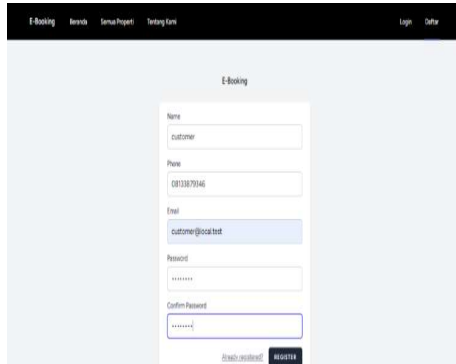 E-Booking Beranda Semua Properti Tentang Kami Login Daftar
E-Booking
Name
customer
Phone
08133879346
Email
customer@local.test
Password
••••••••
Confirm Password
••••••••
Already registered? REGISTER